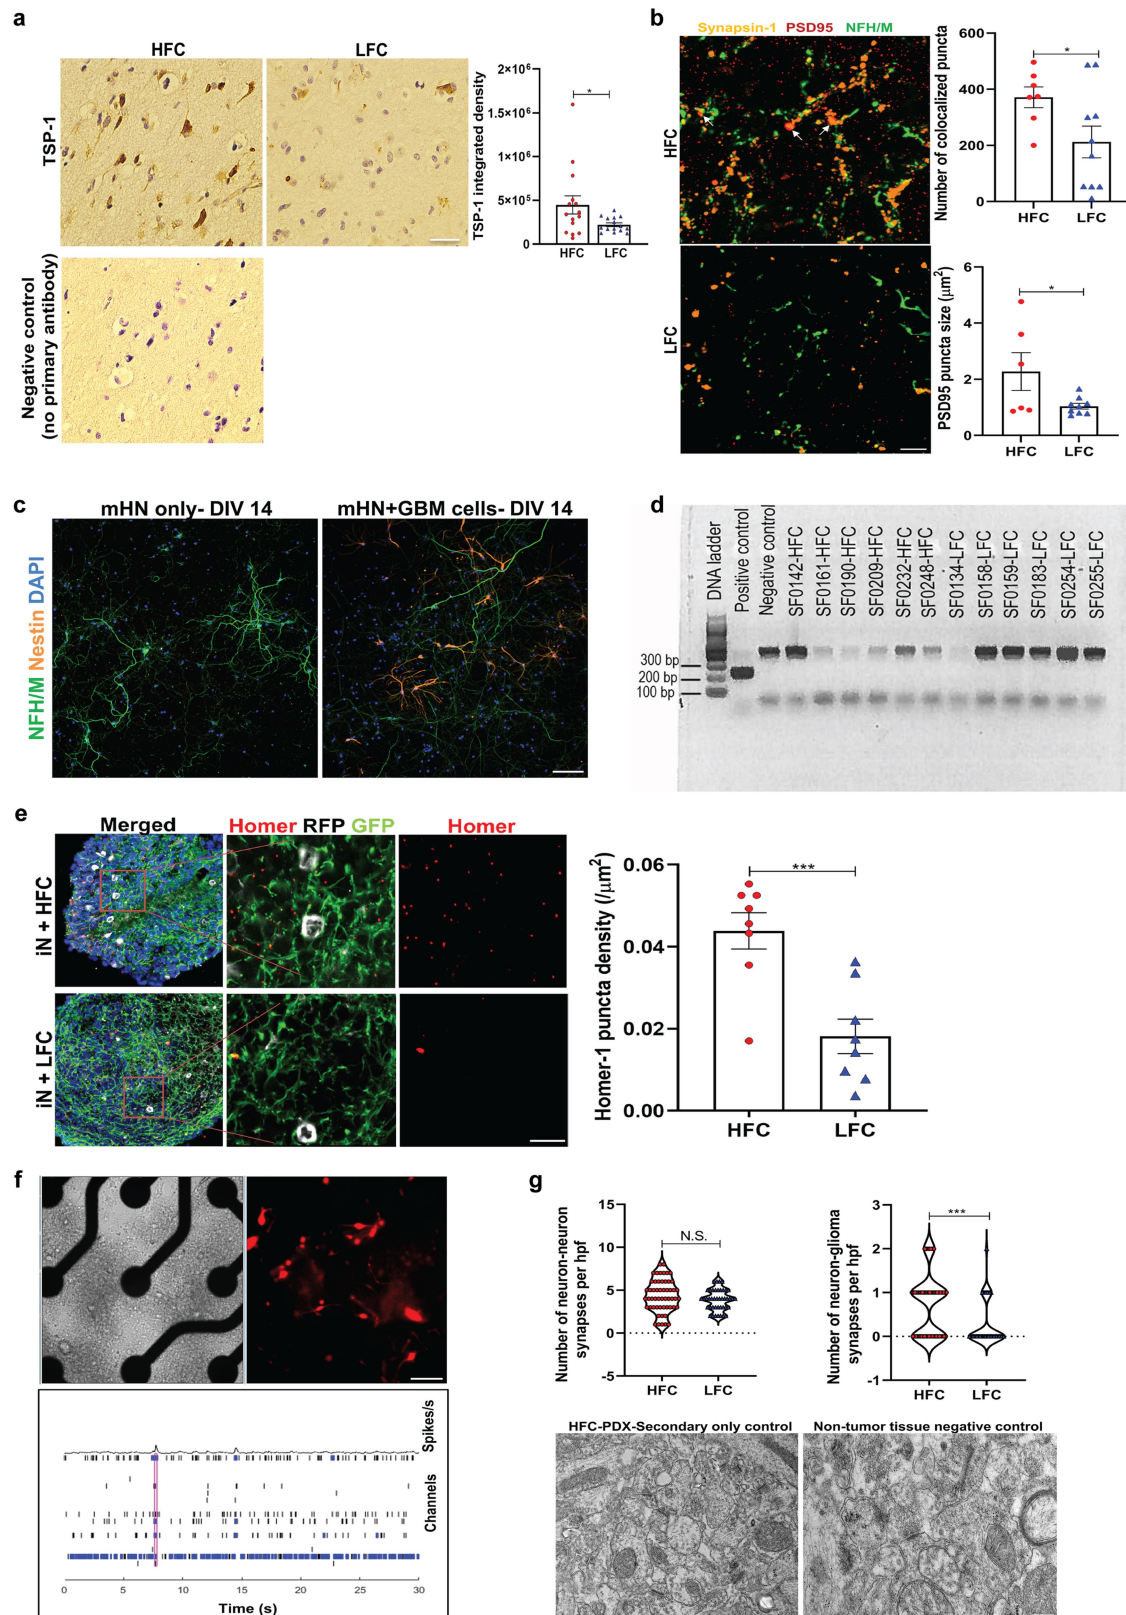 a
HFC
LFC
TSP-1
Negative control
(no primary antibody)
TSP-1 integrated density
2×10⁶
2×10⁶
1×10⁶
5×10⁵
0
*
HFC
LFC
b
Synapsin-1 PSD95 NFH/M
HFC
LFC
Number of colocalized puncta
600
400
200
0
*
HFC
LFC
PSD95 puncta size (μm²)
6
4
2
0
*
HFC
LFC
c
mHN only- DIV 14
mHN+GBM cells- DIV 14
NFH/M Nestin DAPI
d
DNA ladder
Positive control
Negative control
SF0142-HFC
SF0161-HFC
SF0190-HFC
SF0209-HFC
SF0232-HFC
SF0248-HFC
SF0134-LFC
SF0158-LFC
SF0159-LFC
SF0183-LFC
SF0254-LFC
SF0255-LFC
300 bp
200 bp
100 bp
e
Merged
Homer RFP GFP
Homer
iN + HFC
iN + LFC
Homer-1 puncta density (/μm²)
0.06
0.04
0.02
0.00
***
HFC
LFC
f
Spikes/s
Channels
0
5
10
15
20
25
30
Time (s)
g
Number of neuron-neuron
synapses per hpf
15
10
5
0
-5
N.S.
HFC
LFC
Number of neuron-glioma
synapses per hpf
3
2
1
0
-1
***
HFC
LFC
HFC-PDX-Secondary only control
Non-tumor tissue negative control